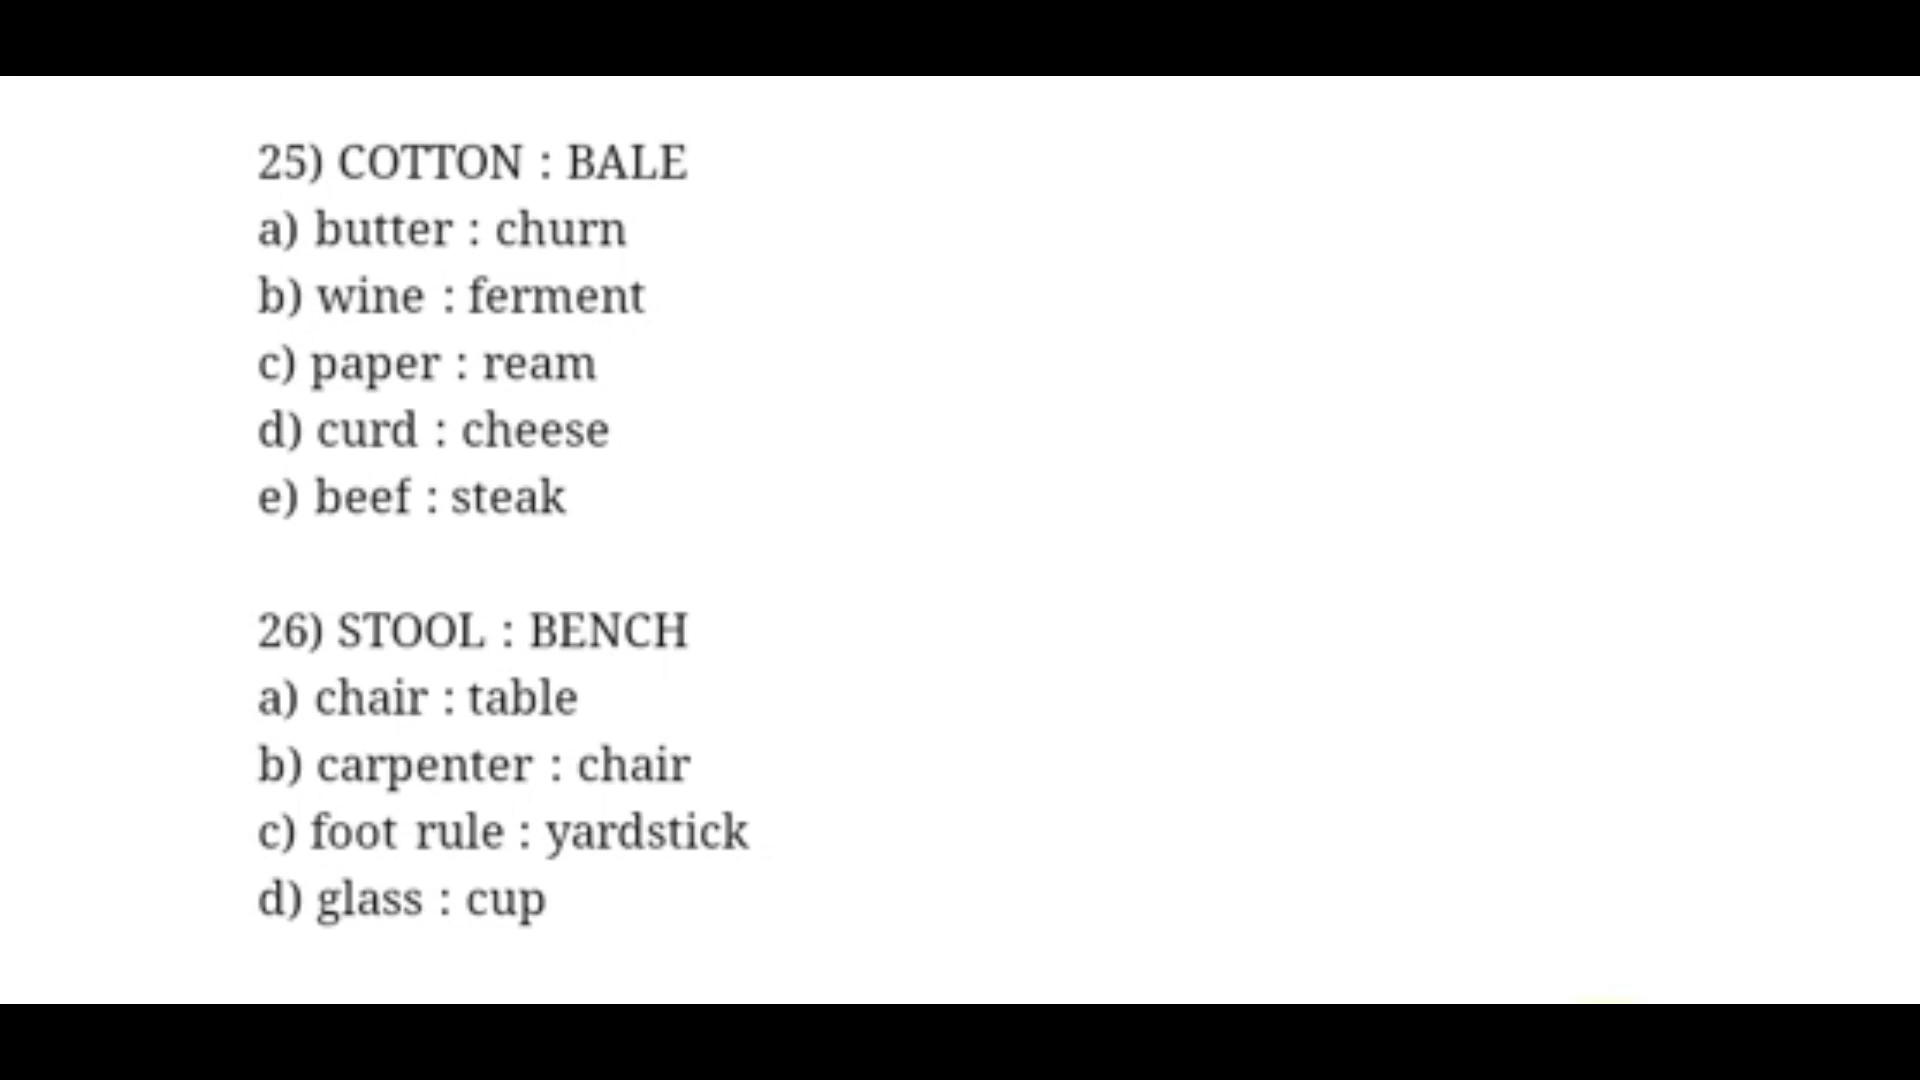 25) COTTON : BALE
a) butter : churn
b) wine : ferment
c) paper : ream
d) curd : cheese
e) beef : steak
26) STOOL : BENCH
a) chair : table
b) carpenter : chair
c) foot rule : yardstick
d) glass : cup